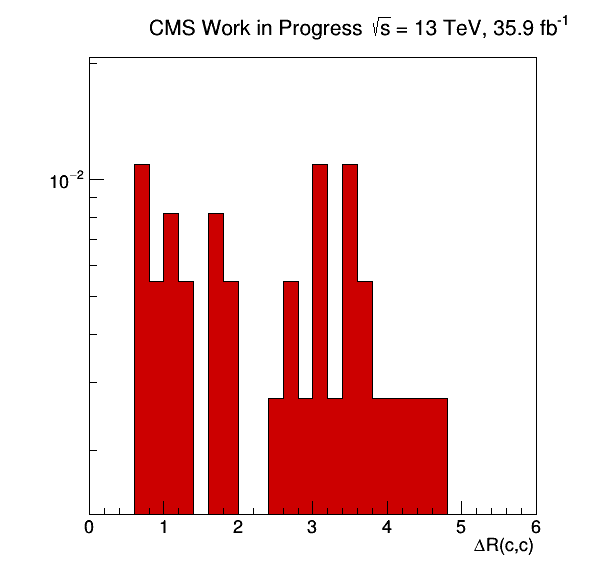 CMS Work in Progress √s = 13 TeV, 35.9 fb⁻¹
10⁻²
0 1 2 3 4 5 6
ΔR(c,c)